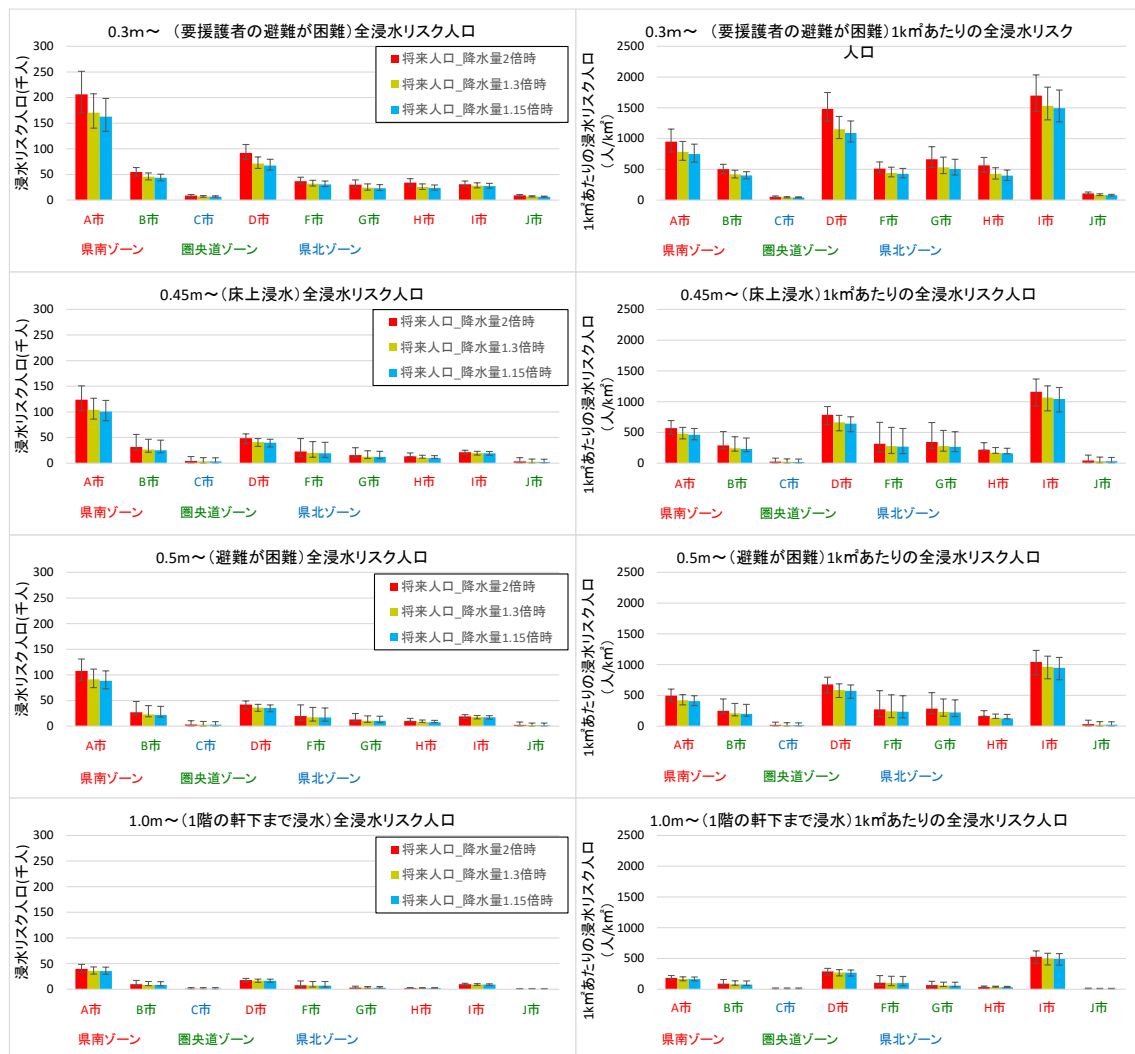 0.3m～ （要援護者の避難が困難）全浸水リスク人口
浸水リスク人口(千人)
300
250
200
150
100
50
0
将来人口_降水量2倍時
将来人口_降水量1.3倍時
将来人口_降水量1.15倍時
A市 B市 C市 D市 F市 G市 H市 I市 J市
県南ゾーン 圏央道ゾーン 県北ゾーン
0.3m～ （要援護者の避難が困難）1k㎡あたりの全浸水リスク
人口
1k㎡あたりの浸水リスク人口
（人/k㎡）
2500
2000
1500
1000
500
0
A市 B市 C市 D市 F市 G市 H市 I市 J市
県南ゾーン 圏央道ゾーン 県北ゾーン
0.45m～（床上浸水）全浸水リスク人口
浸水リスク人口(千人)
300
250
200
150
100
50
0
将来人口_降水量2倍時
将来人口_降水量1.3倍時
将来人口_降水量1.15倍時
A市 B市 C市 D市 F市 G市 H市 I市 J市
県南ゾーン 圏央道ゾーン 県北ゾーン
0.45m～（床上浸水）1k㎡あたりの全浸水リスク人口
1k㎡あたりの浸水リスク人口
（人/k㎡）
2500
2000
1500
1000
500
0
A市 B市 C市 D市 F市 G市 H市 I市 J市
県南ゾーン 圏央道ゾーン 県北ゾーン
0.5m～（避難が困難）全浸水リスク人口
浸水リスク人口(千人)
300
250
200
150
100
50
0
将来人口_降水量2倍時
将来人口_降水量1.3倍時
将来人口_降水量1.15倍時
A市 B市 C市 D市 F市 G市 H市 I市 J市
県南ゾーン 圏央道ゾーン 県北ゾーン
0.5m～（避難が困難）1k㎡あたりの全浸水リスク人口
1k㎡あたりの浸水リスク人口
（人/k㎡）
2500
2000
1500
1000
500
0
A市 B市 C市 D市 F市 G市 H市 I市 J市
県南ゾーン 圏央道ゾーン 県北ゾーン
1.0m～（1階の軒下まで浸水）全浸水リスク人口
浸水リスク人口(千人)
300
250
200
150
100
50
0
将来人口_降水量2倍時
将来人口_降水量1.3倍時
将来人口_降水量1.15倍時
A市 B市 C市 D市 F市 G市 H市 I市 J市
県南ゾーン 圏央道ゾーン 県北ゾーン
1.0m～（1階の軒下まで浸水）1k㎡あたりの全浸水リスク人口
1k㎡あたりの浸水リスク人口
（人/k㎡）
2500
2000
1500
1000
500
0
A市 B市 C市 D市 F市 G市 H市 I市 J市
県南ゾーン 圏央道ゾーン 県北ゾーン